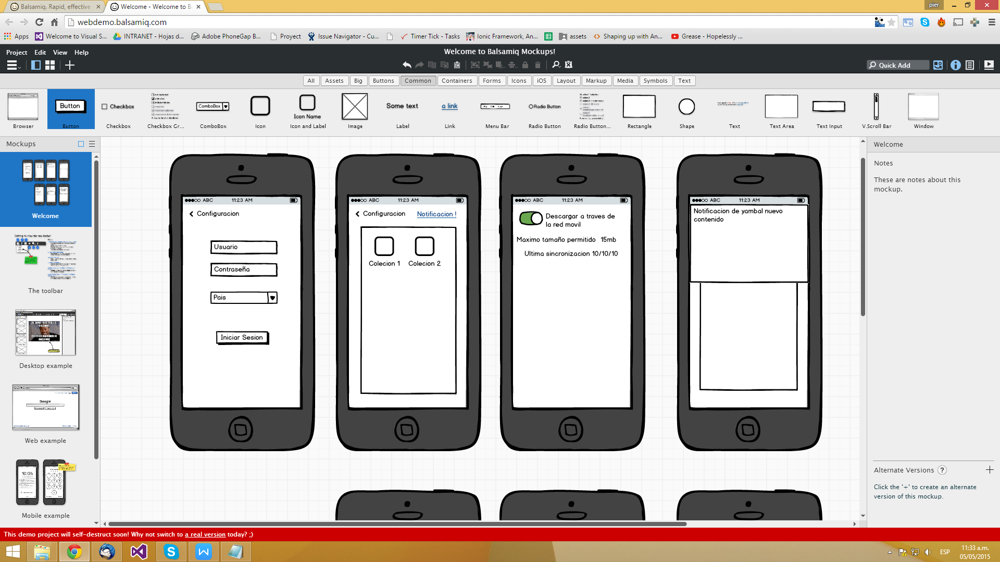 Balsamiq. Rapid, effective
Welcome - Welcome to B
pier
webdemo.balsamiq.com
Apps
Welcome to Visual S...
INTRANET - Hojas d...
Adobe PhoneGap B...
Project
Issue Navigator - Cu...
Timer Tick - Tasks
Ionic Framework, An...
assets
Shaping up with An...
Grease - Hopelessly ...
Welcome to Balsamiq Mockups!
Project Edit View Help
Quick Add
All Assets Big Buttons Common Containers Forms Icons iOS Layout Markup Media Symbols Text
Button
Checkbox
ComboBox
Icon Name
Some text
a link
Radio Button
Browser
Button
Checkbox
Checkbox Gr...
ComboBox
Icon
Icon and Label
Image
Label
Link
Menu Bar
Radio Button
Radio Button...
Rectangle
Shape
Text
Text Area
Text Input
V.Scroll Bar
Window
Mockups
Welcome
The toolbar
Desktop example
Web example
Mobile example
ABC 11:23 AM
Configuracion
Usuario
Contraseña
Pais
Iniciar Sesion
ABC 11:23 AM
Configuracion Notificacion !
Colecion 1 Colecion 2
ABC 11:23 AM
Descargar a traves de
la red movil
Maximo tamaño permitido 15mb
Ultima sincronizacion 10/10/10
ABC 11:23 AM
Notificacion de yambal nuevo
contenido
Welcome
Notes
These are notes about this
mockup.
Alternate Versions ?
Click the '+' to create an alternate
version of this mockup.
This demo project will self-destruct soon! Why not switch to a real version today? ;)
ESP
11:33 a.m.
05/05/2015